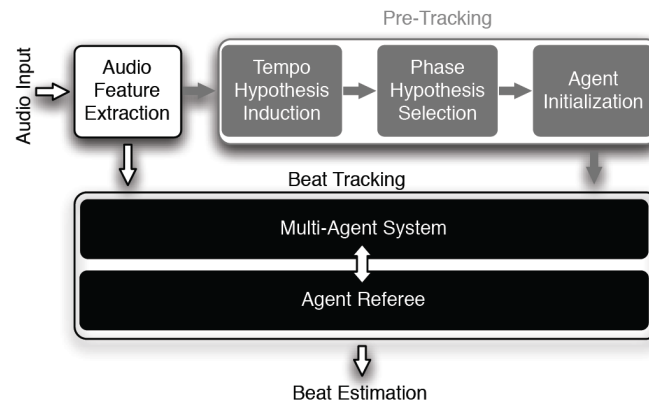 Pre-Tracking
Audio Input
Audio
Feature
Extraction
Tempo
Hypothesis
Induction
Phase
Hypothesis
Selection
Agent
Initialization
Beat Tracking
Multi-Agent System
Agent Referee
Beat Estimation